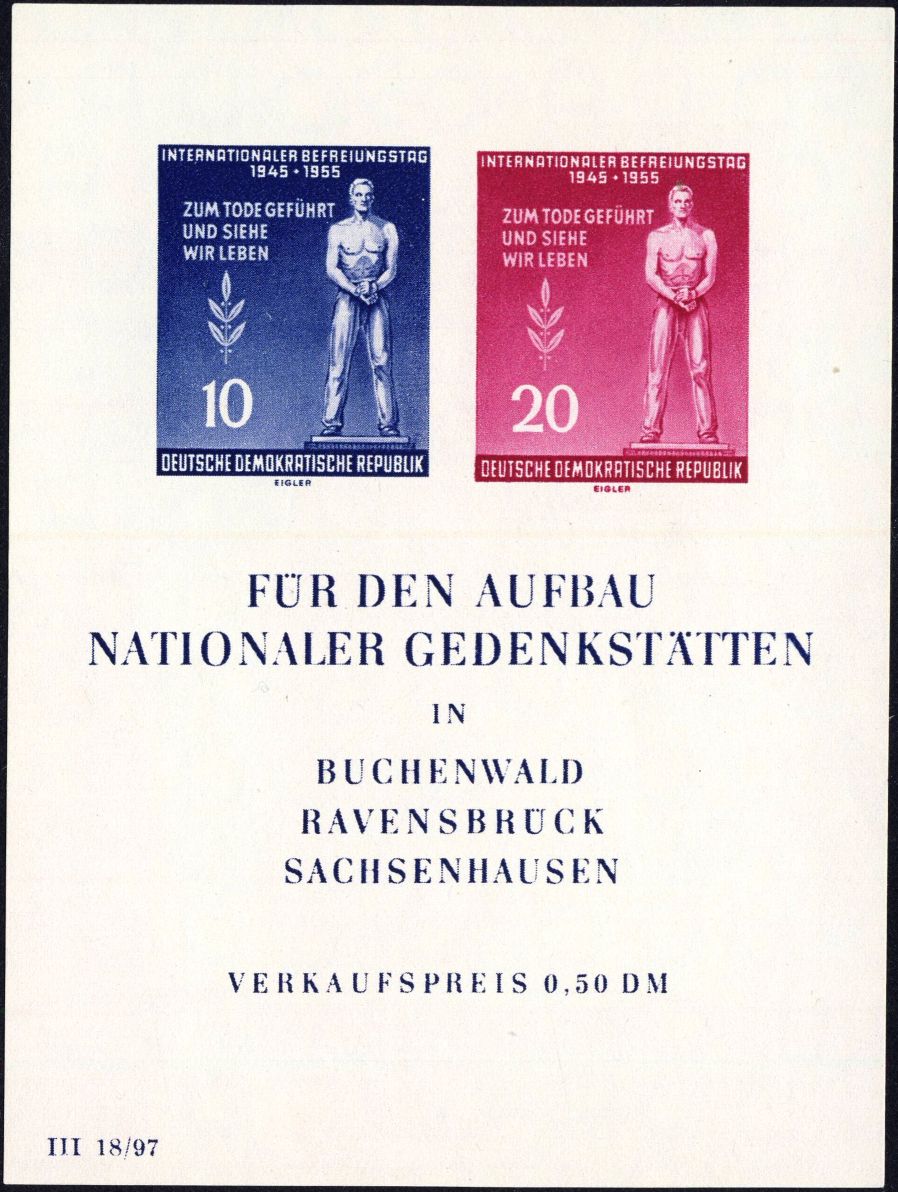 INTERNATIONALER BEFREIUNGSTAG
1945 • 1955
ZUM TODE GEFÜHRT
UND SIEHE
WIR LEBEN
10
DEUTSCHE DEMOKRATISCHE REPUBLIK
EIGLER
INTERNATIONALER BEFREIUNGSTAG
1945 • 1955
ZUM TODE GEFÜHRT
UND SIEHE
WIR LEBEN
20
DEUTSCHE DEMOKRATISCHE REPUBLIK
EIGLER
FÜR DEN AUFBAU
NATIONALER GEDENKSTÄTTEN
IN
BUCHENWALD
RAVENSBRÜCK
SACHSENHAUSEN
VERKAUFSPREIS 0,50 DM
III 18/97